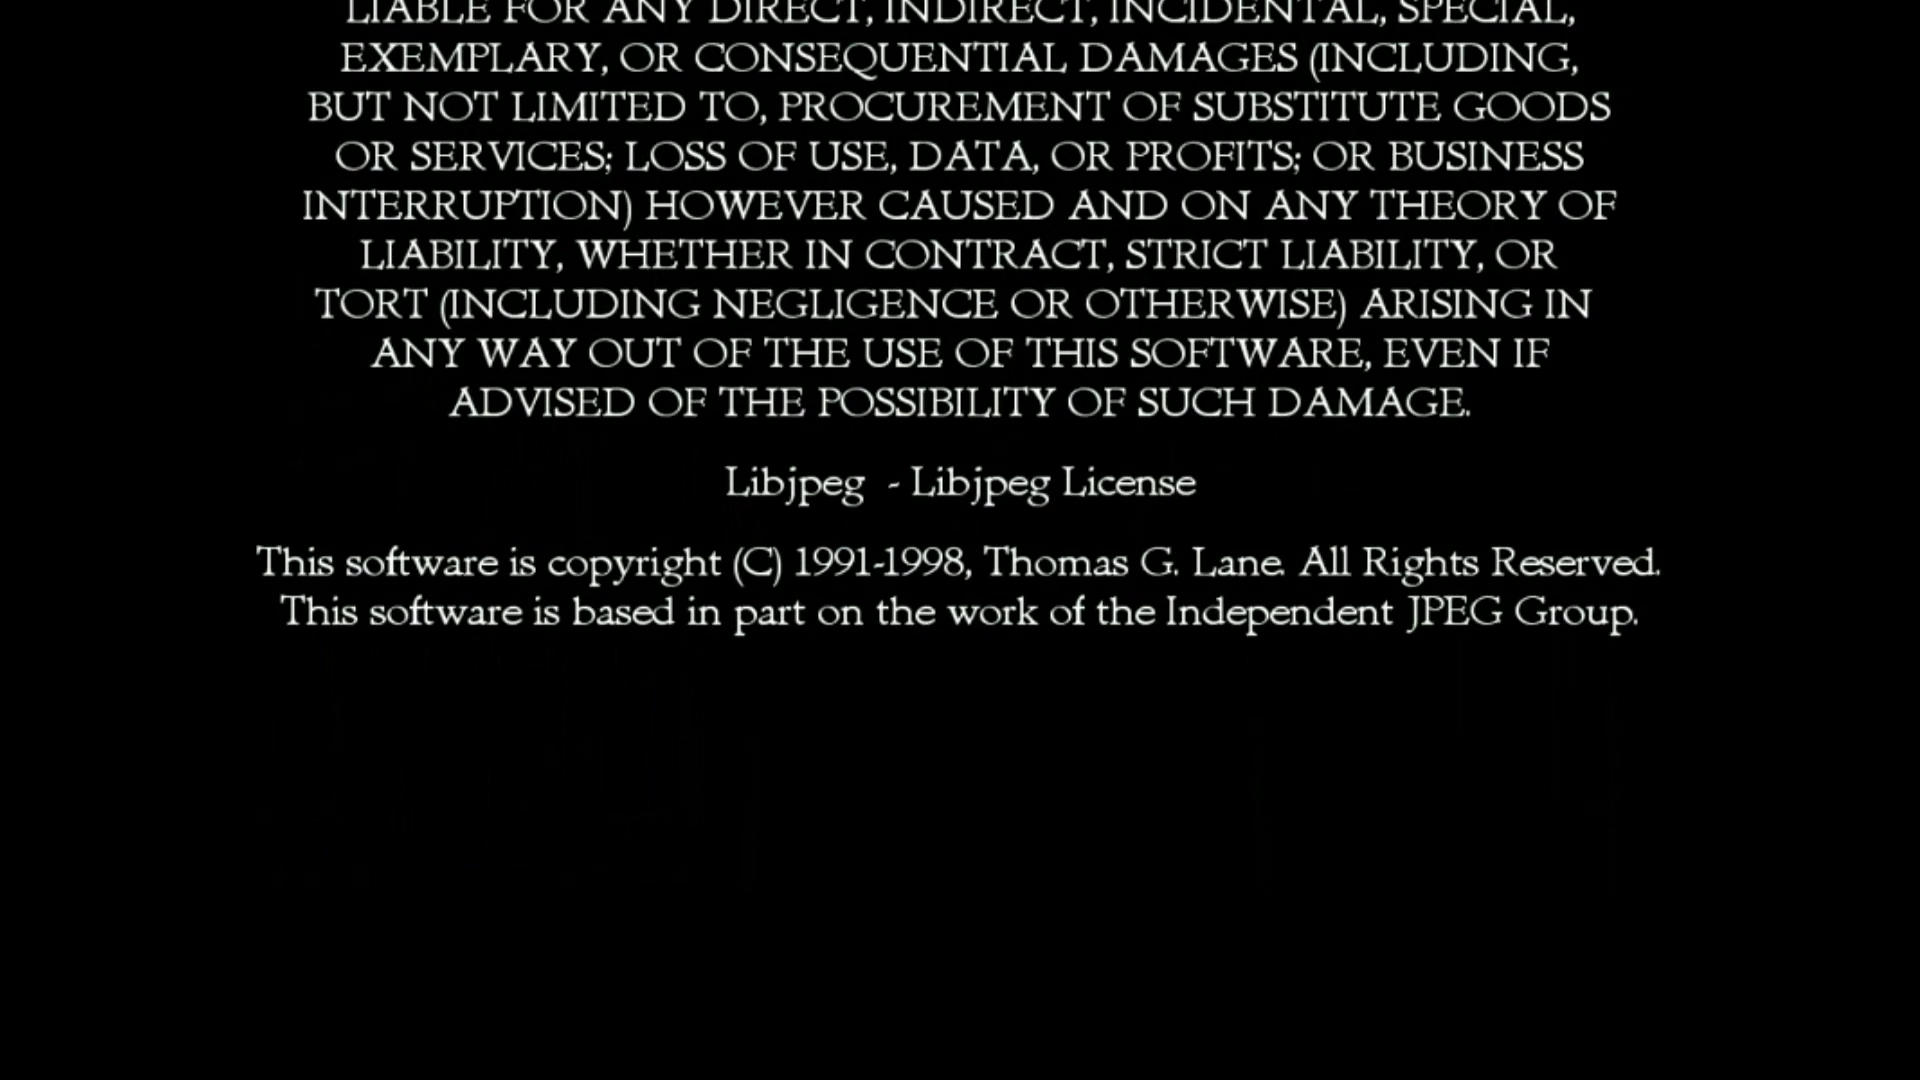 LIABLE FOR ANY DIRECT, INDIRECT, INCIDENTAL, SPECIAL,
EXEMPLARY, OR CONSEQUENTIAL DAMAGES (INCLUDING,
BUT NOT LIMITED TO, PROCUREMENT OF SUBSTITUTE GOODS
OR SERVICES; LOSS OF USE, DATA, OR PROFITS; OR BUSINESS
INTERRUPTION) HOWEVER CAUSED AND ON ANY THEORY OF
LIABILITY, WHETHER IN CONTRACT, STRICT LIABILITY, OR
TORT (INCLUDING NEGLIGENCE OR OTHERWISE) ARISING IN
ANY WAY OUT OF THE USE OF THIS SOFTWARE, EVEN IF
ADVISED OF THE POSSIBILITY OF SUCH DAMAGE.
Libjpeg - Libjpeg License
This software is copyright (C) 1991-1998, Thomas G. Lane. All Rights Reserved.
This software is based in part on the work of the Independent JPEG Group.